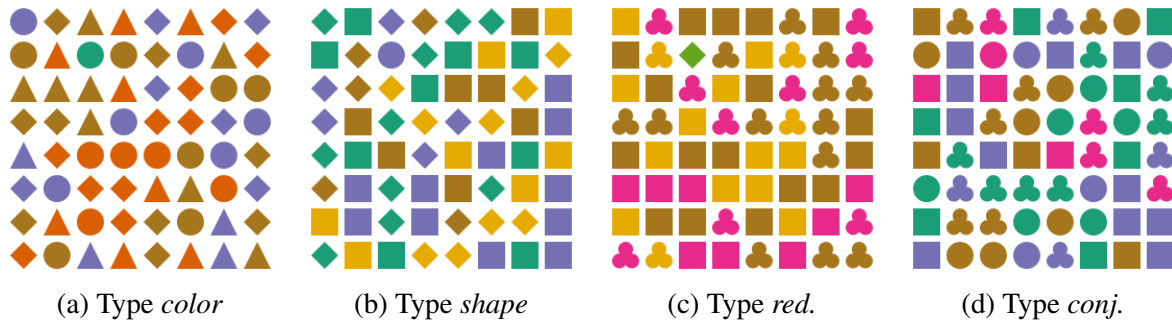 (a) Type color
(b) Type shape
(c) Type red.
(d) Type conj.